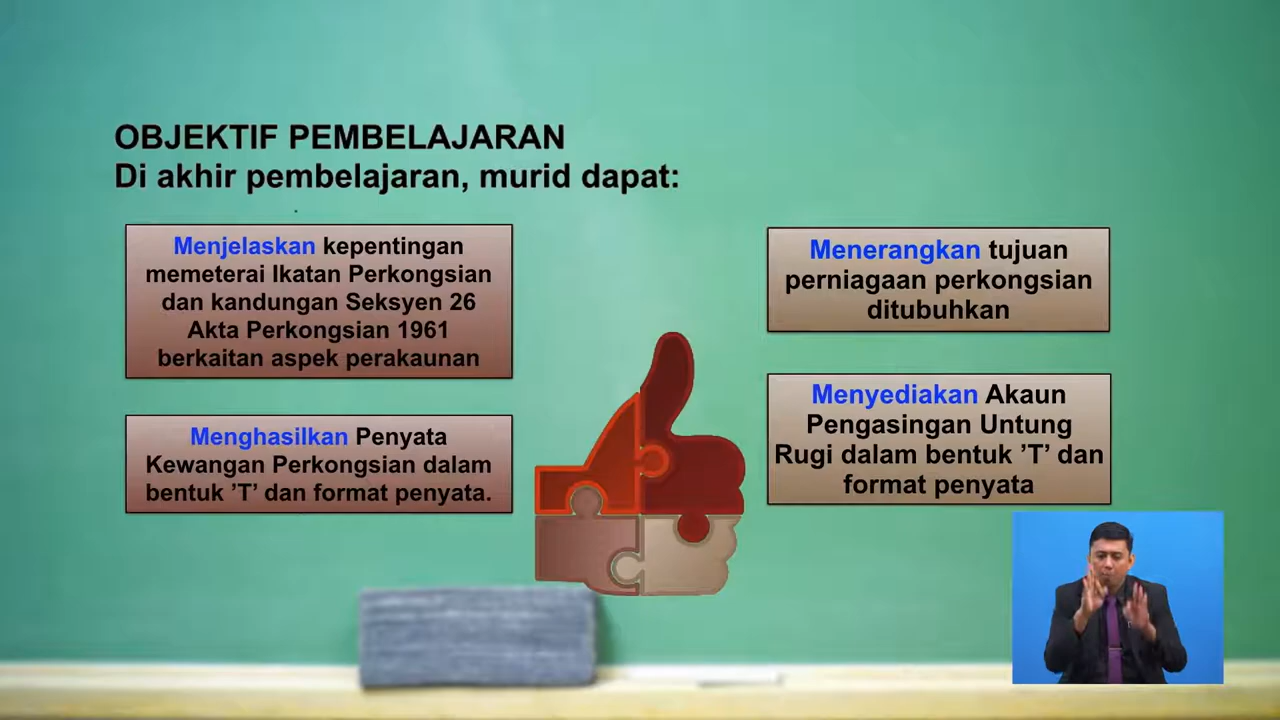 OBJEKTIF PEMBELAJARAN
Di akhir pembelajaran, murid dapat:
Menjelaskan kepentingan
memeterai Ikatan Perkongsian
dan kandungan Seksyen 26
Akta Perkongsian 1961
berkaitan aspek perakaunan
Menerangkan tujuan
perniagaan perkongsian
ditubuhkan
Menghasilkan Penyata
Kewangan Perkongsian dalam
bentuk ’T’ dan format penyata.
Menyediakan Akaun
Pengasingan Untung
Rugi dalam bentuk ’T’ dan
format penyata